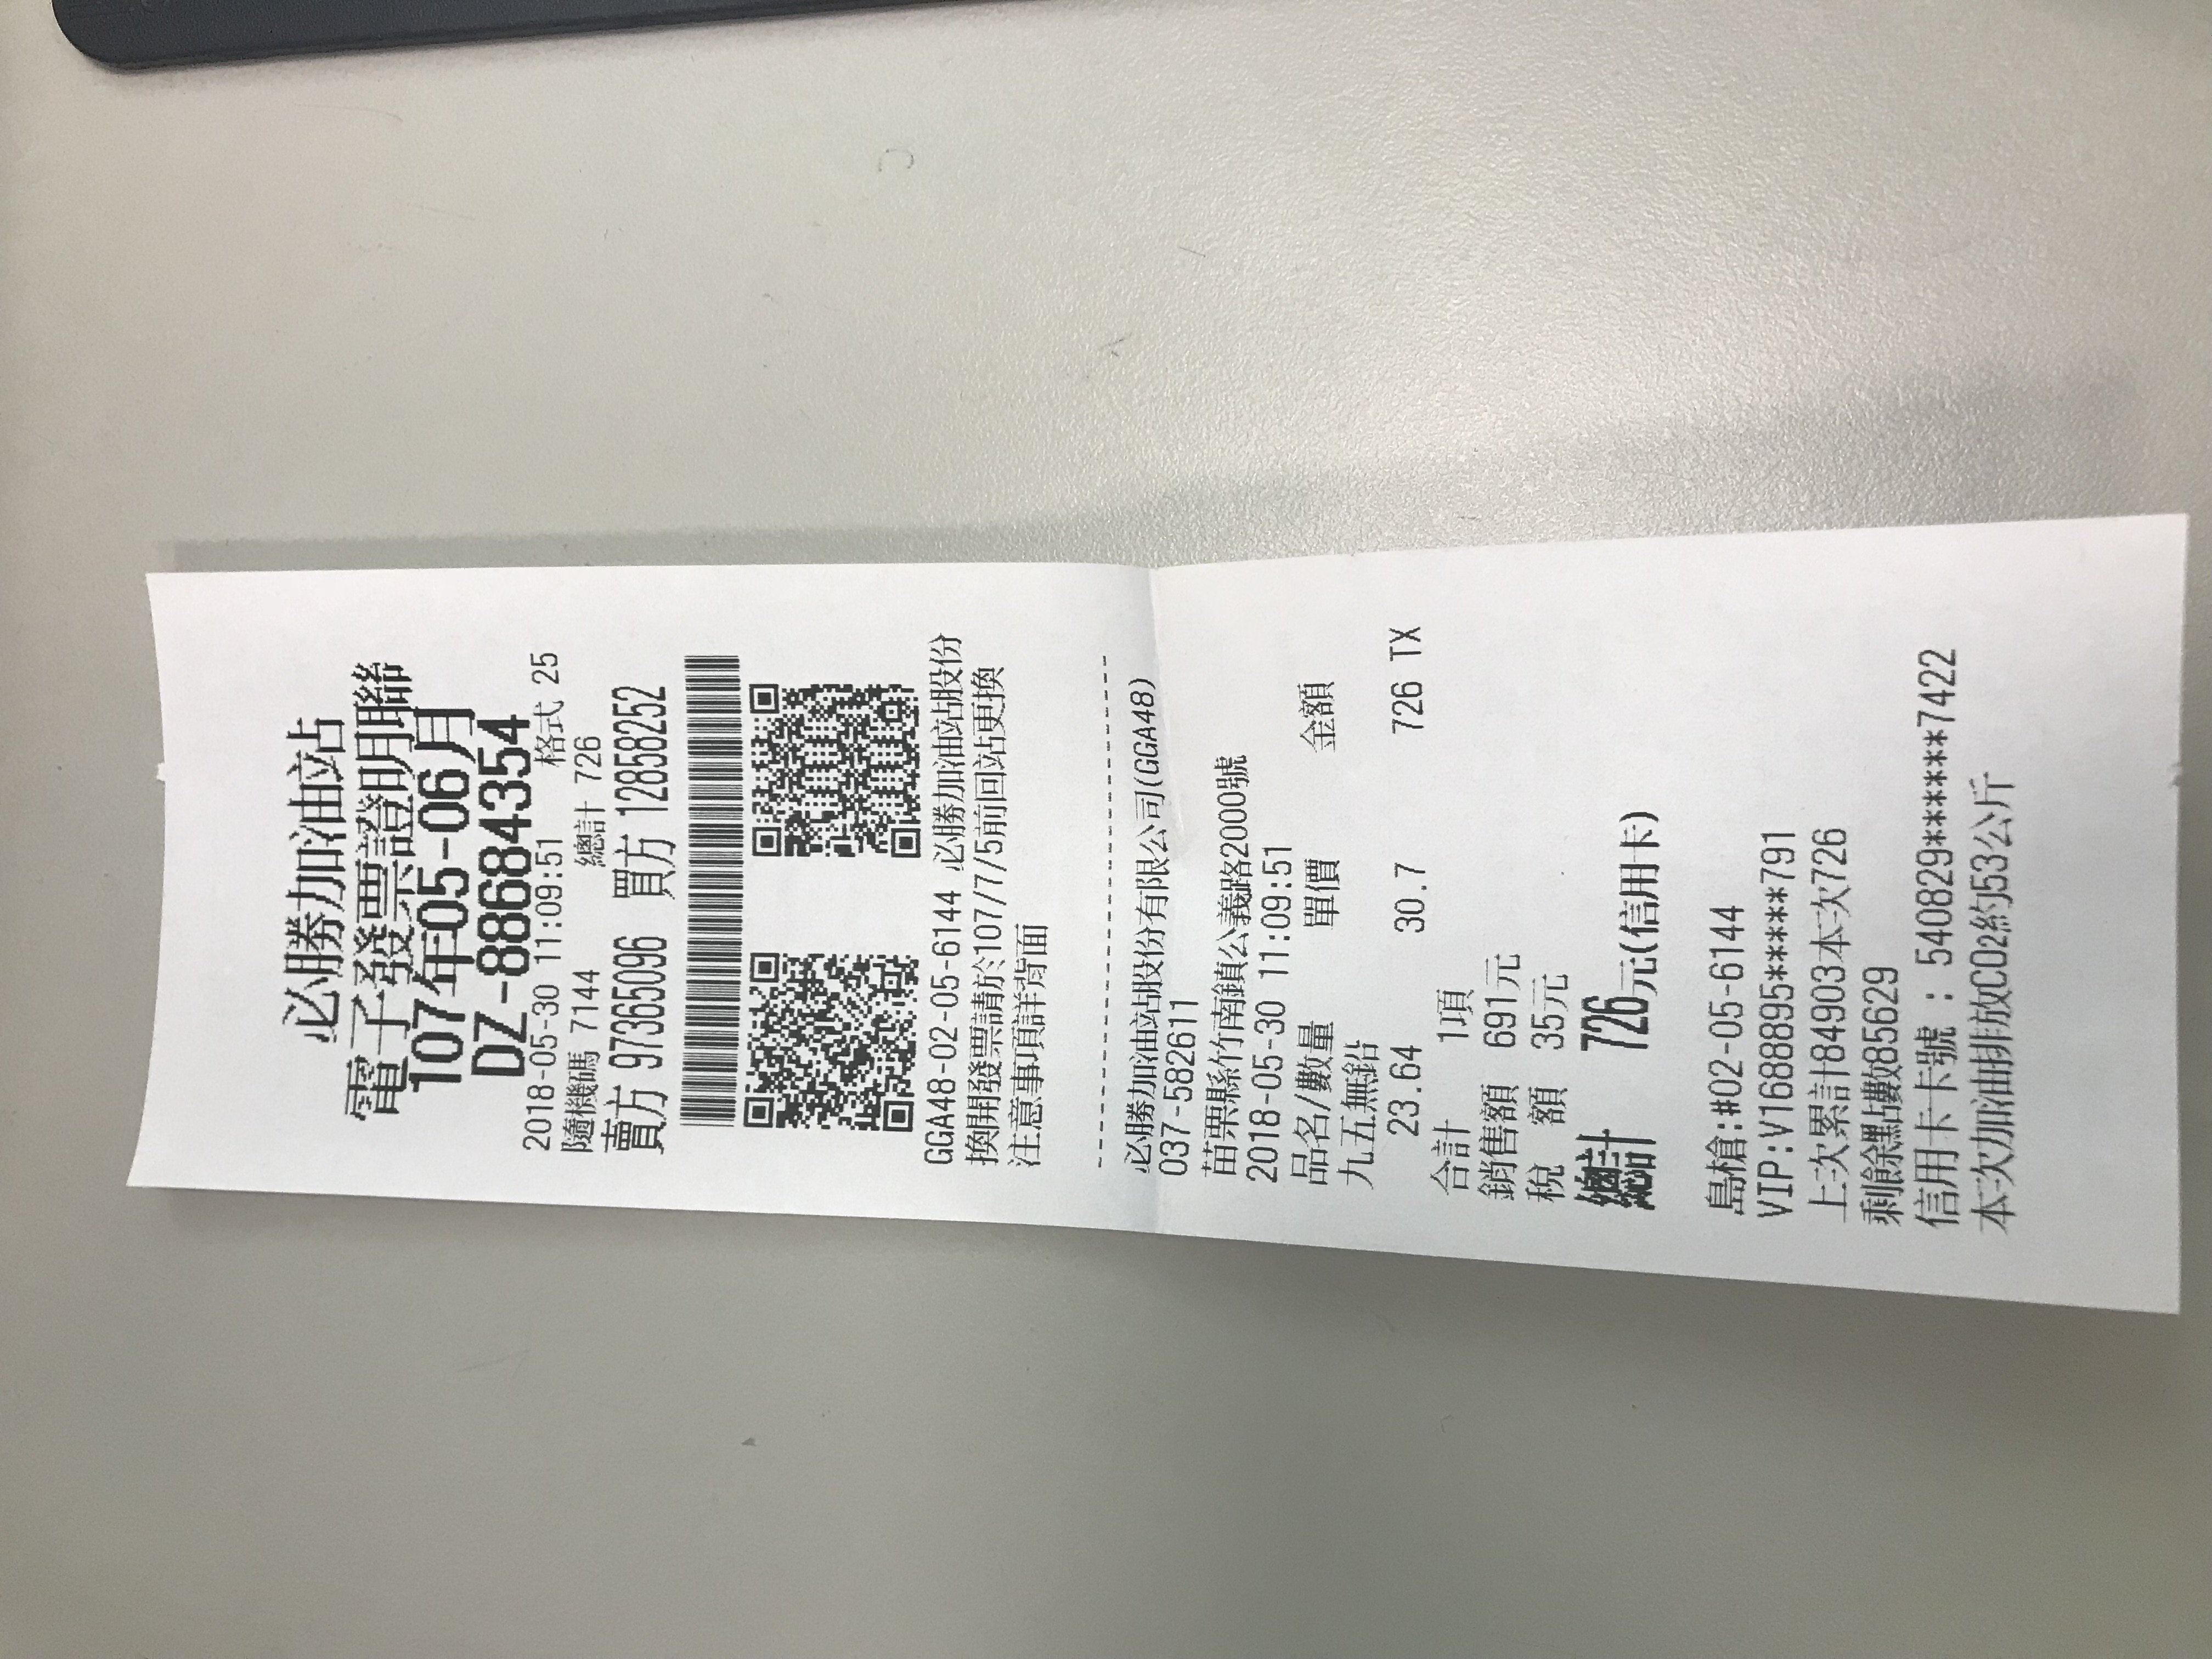 必勝加油站
電子發票證明聯
107年05-06月
DZ-88684354
2018-05-30 11:09:51 格式 25
隨機碼 7144 總計 726
賣方 97365096 買方 12858252
GGA48-02-05-6144 必勝加油站股份
換開發票請於107/7/5前回站更換
注意事項詳背面
--------------------------------
必勝加油站股份有限公司(GGA48)
037-582611
苗栗縣竹南鎮公義路2000號
2018-05-30 11:09:51
品名/數量 單價 金額
九五無鉛
23.64 30.7 726 TX
合計 1項
銷售額 691元
稅 額 35元
總計 726元(信用卡)
島槍:#02-05-6144
VIP:V1688895*****791
上次累計84903本次726
剩餘點數85629
信用卡卡號 : 540829******7422
本次加油排放CO2約53公斤